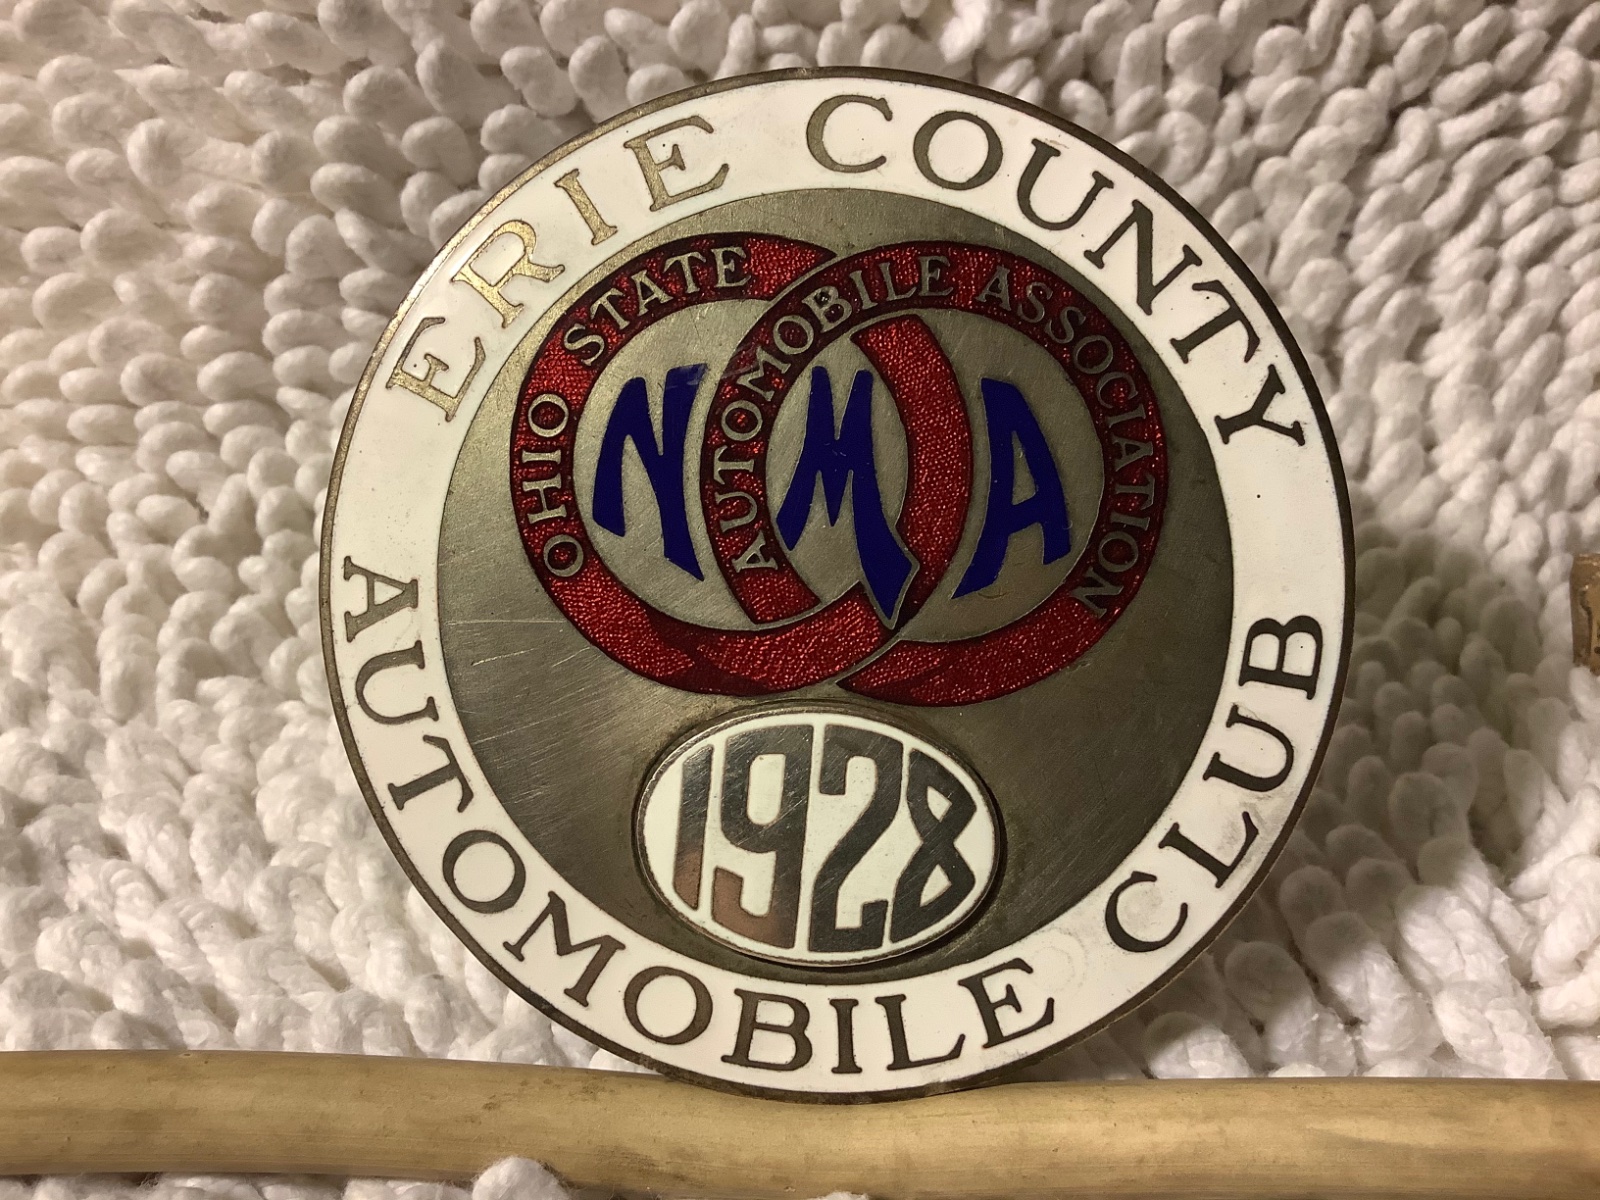 ERIE COUNTY
AUTOMOBILE CLUB
OHIO STATE
AUTOMOBILE ASSOCIATION
NMA
1928